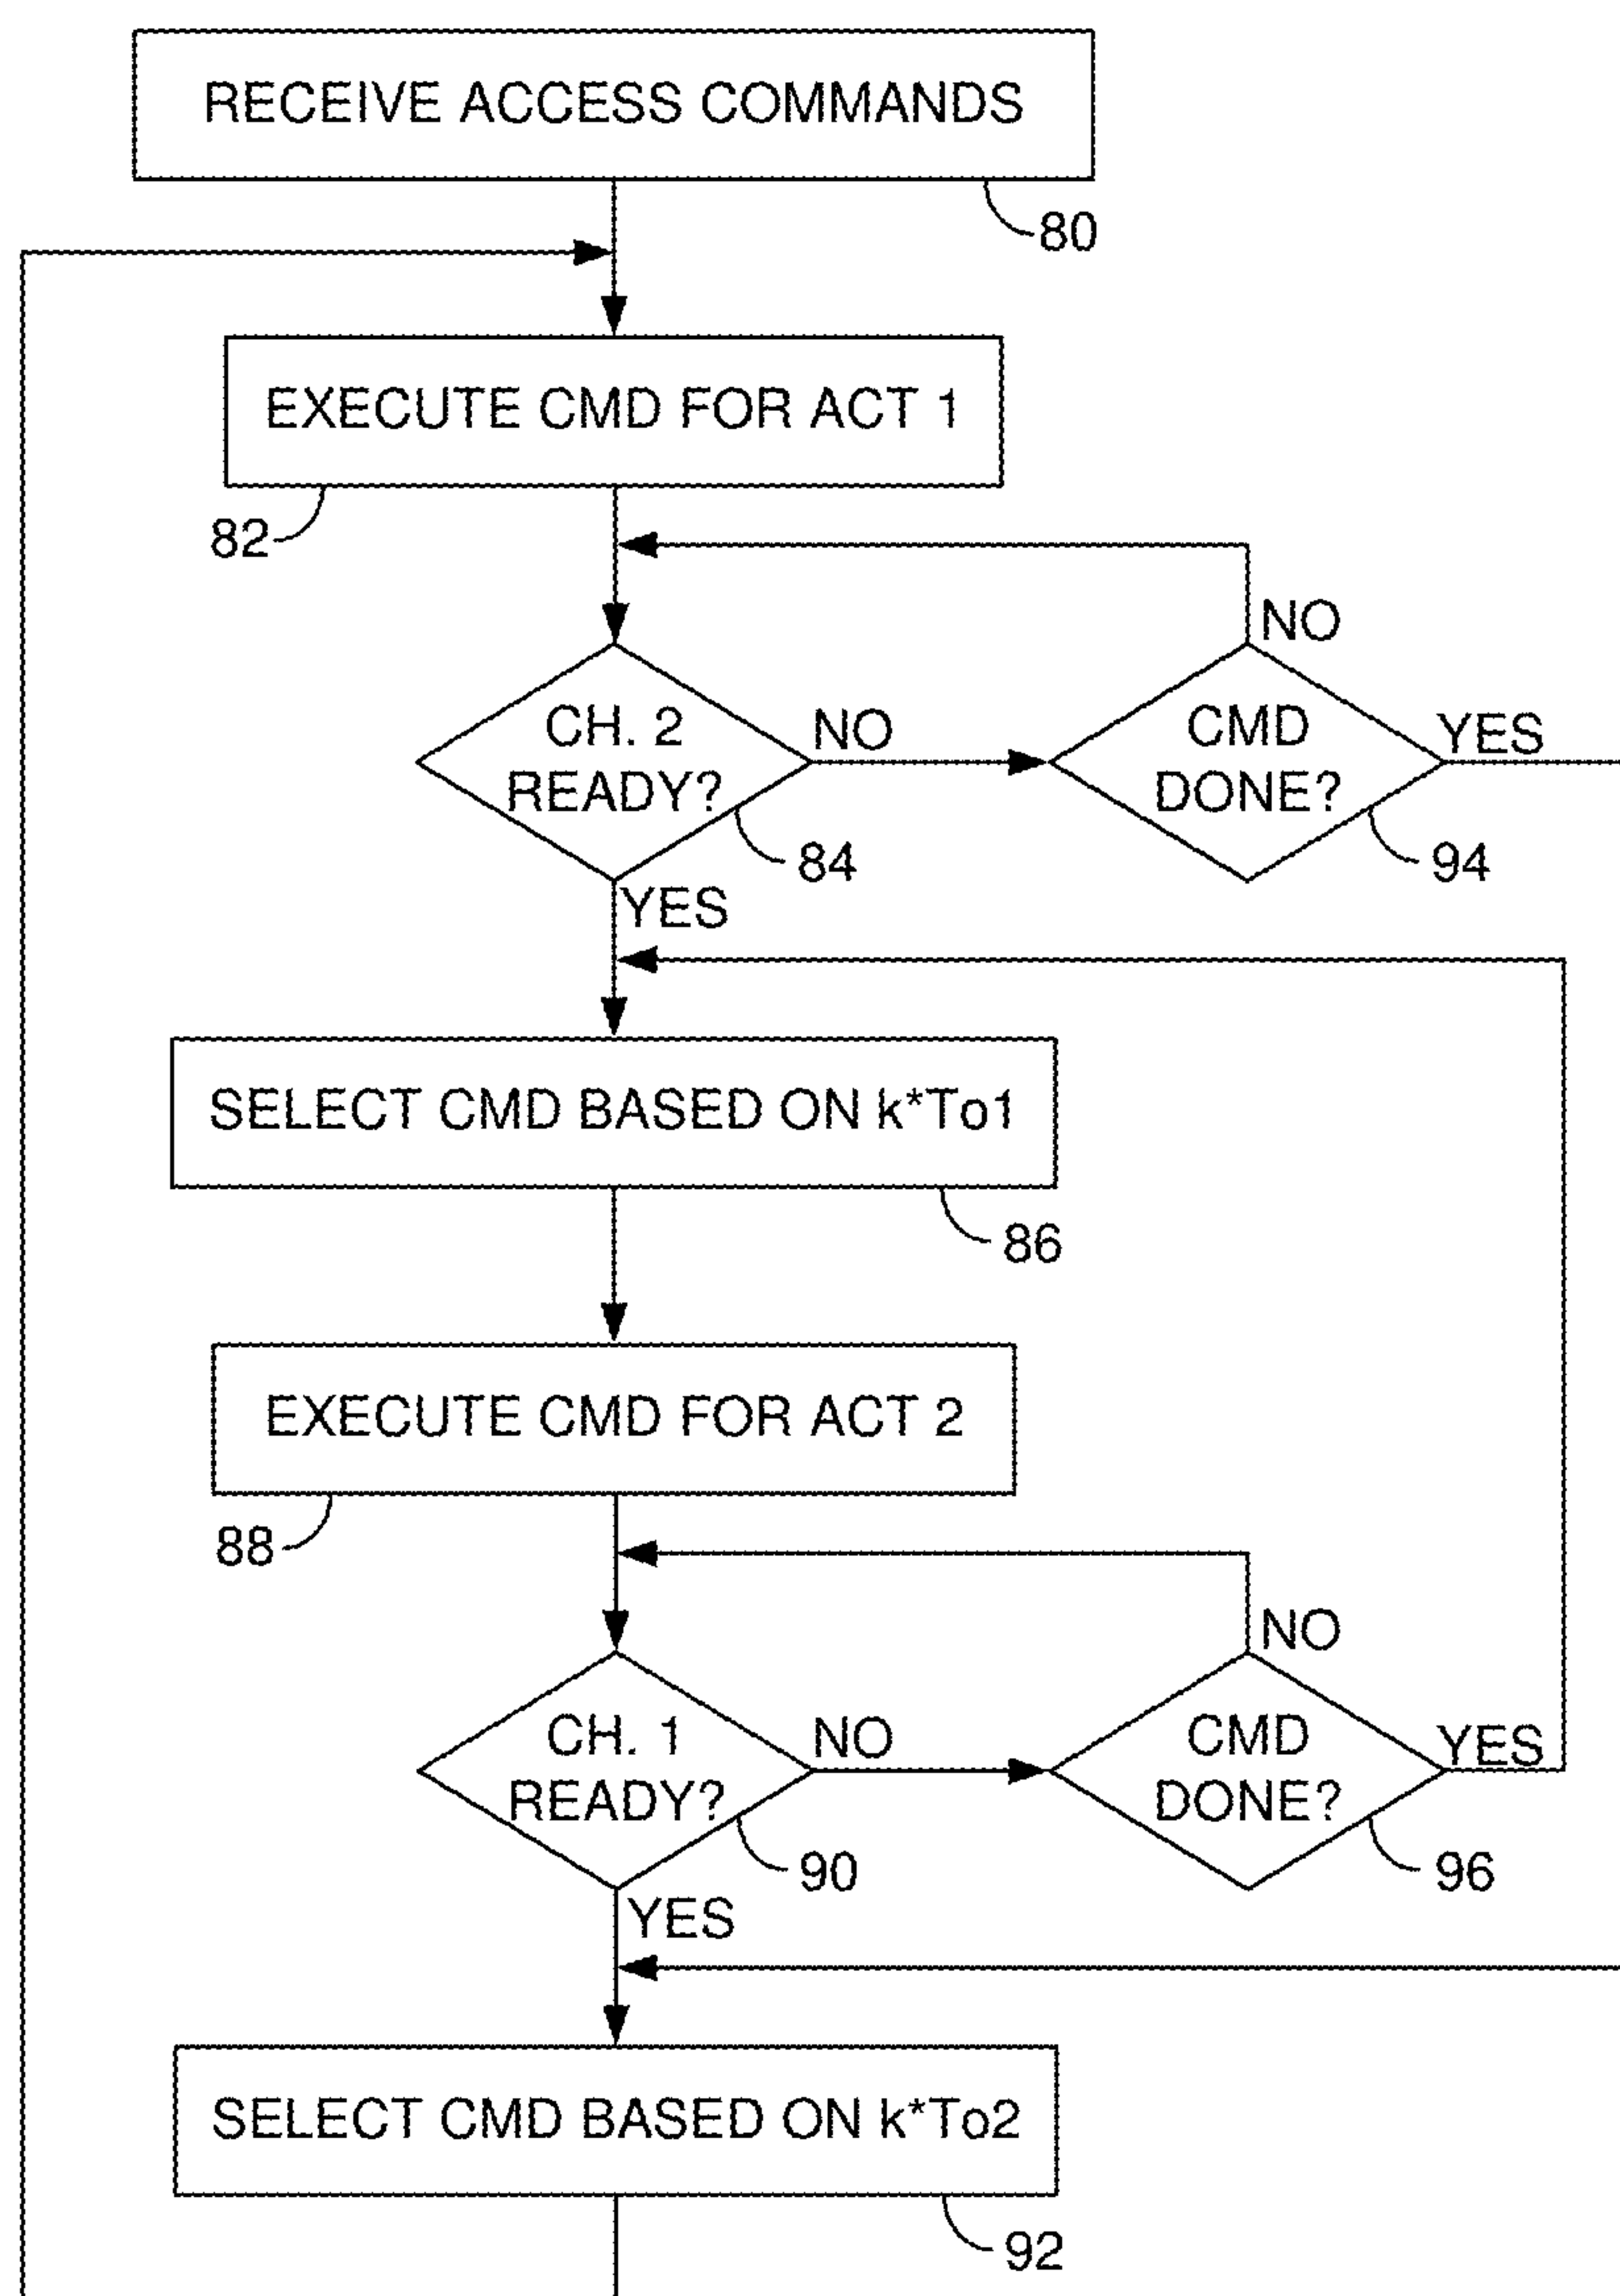 RECEIVE ACCESS COMMANDS
80
EXECUTE CMD FOR ACT 1
82
NO
CH. 2
READY?
NO
CMD
DONE?
YES
84
94
YES
SELECT CMD BASED ON k*To1
86
EXECUTE CMD FOR ACT 2
88
NO
CH. 1
READY?
NO
CMD
DONE?
YES
90
96
YES
SELECT CMD BASED ON k*To2
92